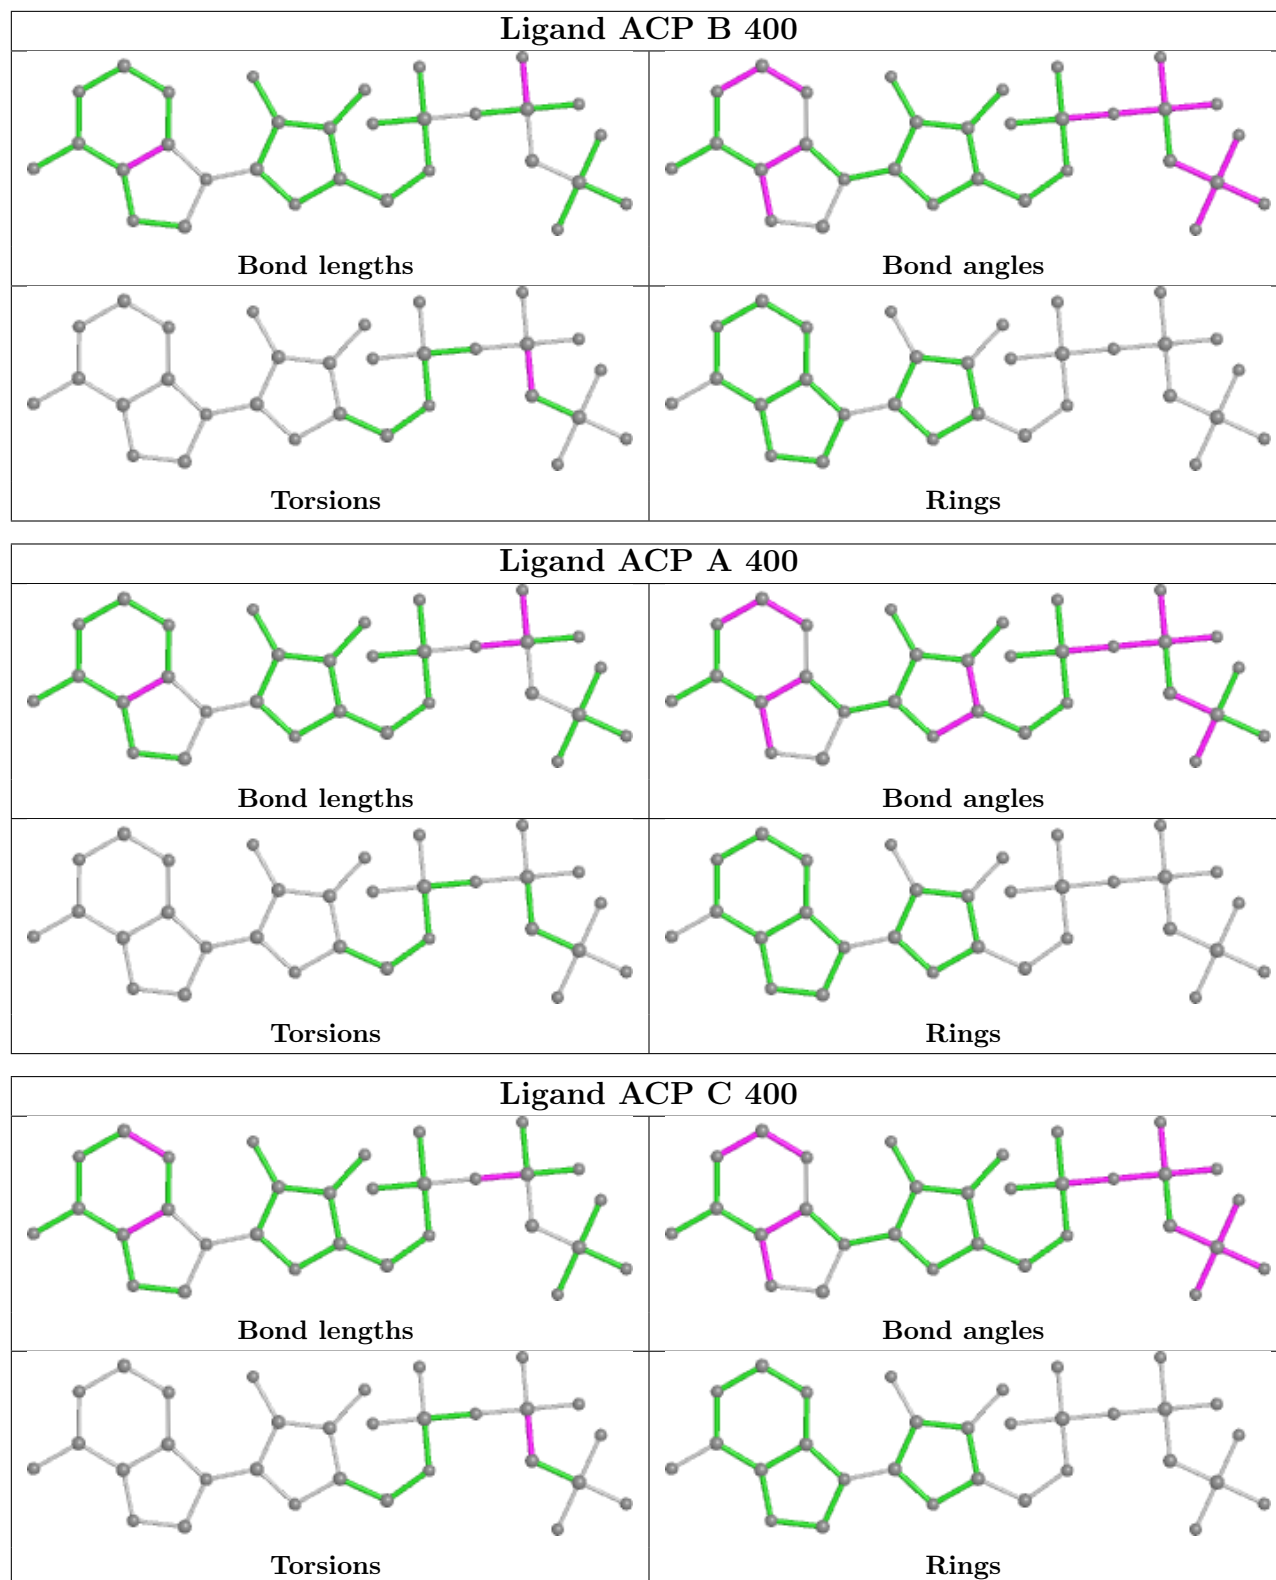 Ligand ACP B 400
Bond lengths
Bond angles
Torsions
Rings
Ligand ACP A 400
Bond lengths
Bond angles
Torsions
Rings
Ligand ACP C 400
Bond lengths
Bond angles
Torsions
Rings